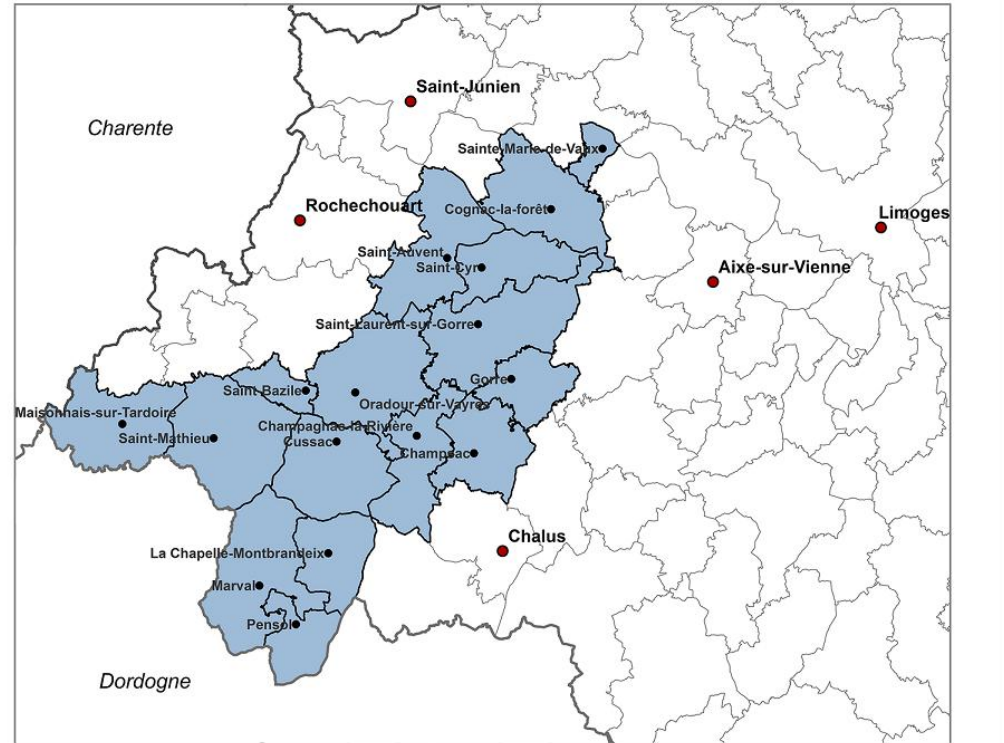 Saint-Junien
Charente
Sainte-Marie-de-Vaux
Rochechouart
Cognac-la-forêt
Limoges
Saint-Auvent
Saint-Cyr
Aixe-sur-Vienne
Saint-Laurent-sur-Gorre
Gorre
Saint-Bazile
Oradour-sur-Vayres
Maisonnais-sur-Tardoire
Champagnac-la-Rivière
Saint-Mathieu
Cussac
Champsac
Chalus
La Chapelle-Montbrandeix
Marval
Pensol
Dordogne